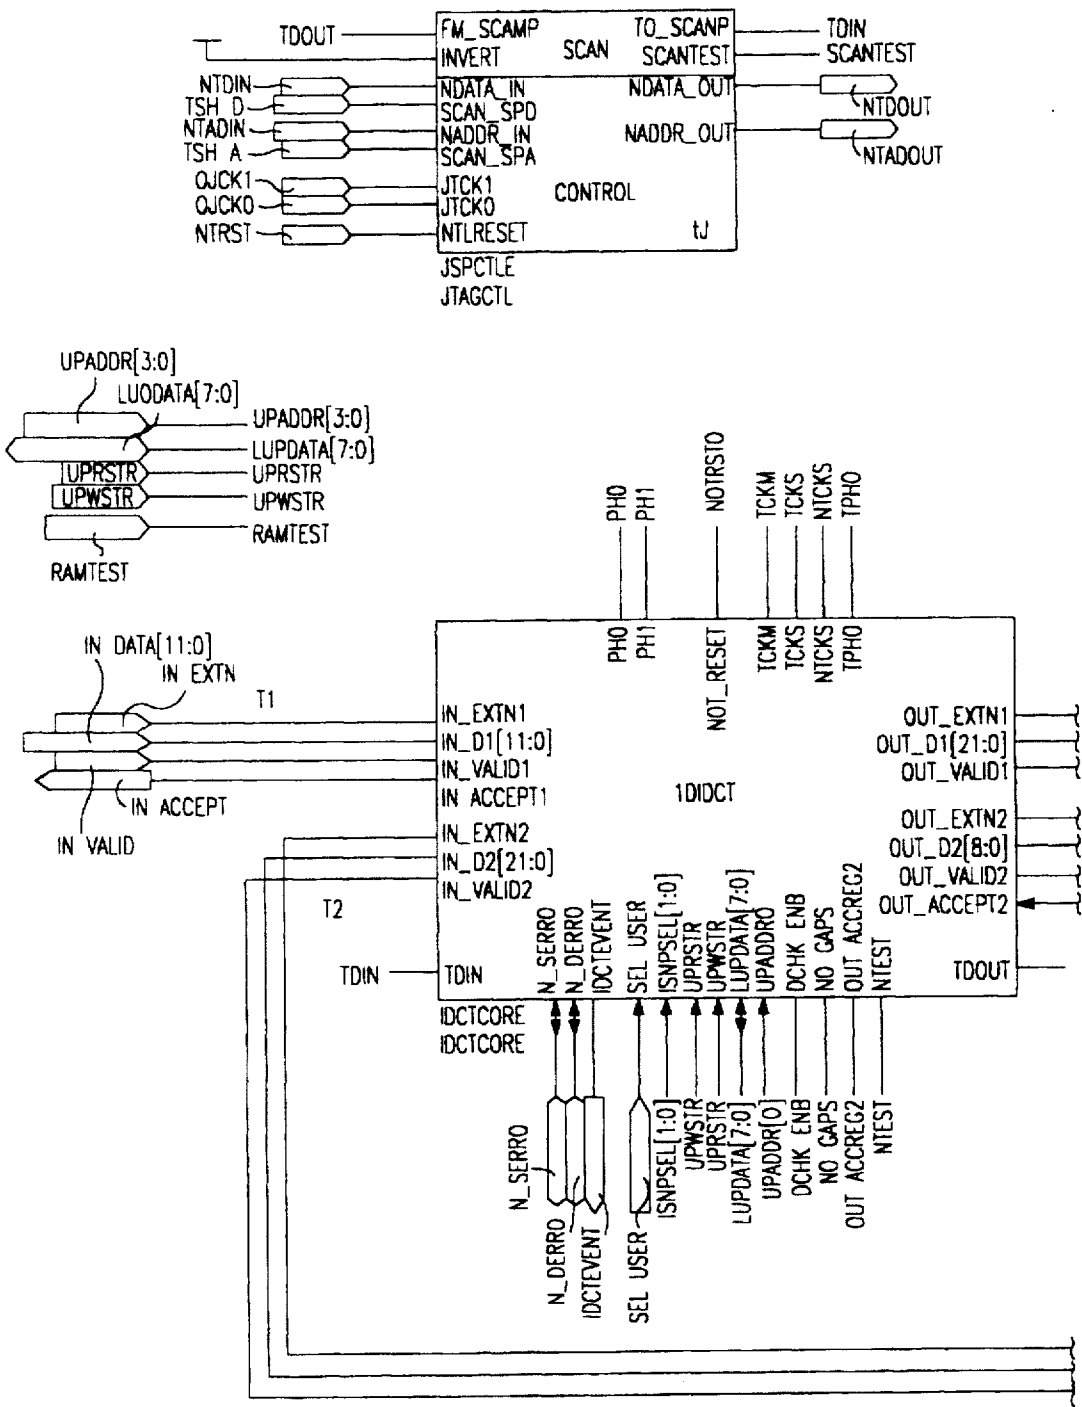 TDOUT
FM_SCAMP
INVERT
SCAN
TO_SCANP
SCANTEST
TDIN
SCANTEST
NTDIN
TSH D
NTADIN
TSH A
OJCK1
OJCK0
NTRST
NDATA_IN
SCAN_SPD
NADDR_IN
SCAN_SPA
JTCK1
JTCK0
NTLRESET
CONTROL
tJ
NDATA_OUT
NADDR_OUT
NTDOUT
NTADOUT
JSPCTLE
JTAGCTL
UPADDR[3:0]
LUODATA[7:0]
UPADDR[3:0]
LUPDATA[7:0]
UPRSTR
UPRSTR
UPWSTR
UPWSTR
RAMTEST
RAMTEST
PH0
PH1
NOTRSTO
TCKM
TCKS
NTCKS
TPH0
PH0
PH1
NOT_RESET
TCKM
TCKS
NTCKS
TPH0
IN DATA[11:0]
IN EXTN
T1
IN ACCEPT
IN VALID
IN_EXTN1
IN_D1[11:0]
IN_VALID1
IN ACCEPT1
IN_EXTN2
IN_D2[21:0]
IN_VALID2
T2
1DIDCT
OUT_EXTN1
OUT_D1[21:0]
OUT_VALID1
OUT_EXTN2
OUT_D2[8:0]
OUT_VALID2
OUT_ACCEPT2
TDIN
TDIN
TDOUT
N_SERRO
N_DERRO
IDCTEVENT
SEL USER
ISNPSEL[1:0]
UPRSTR
UPWSTR
LUPDATA[7:0]
UPADDRO
DCHK ENB
NO GAPS
OUT ACCREG2
NTEST
IDCTCORE
IDCTCORE
N_SERRO
N_DERRO
IDCTEVENT
SEL USER
ISNPSEL[1:0]
UPWSTR
UPRSTR
LUPDATA[7:0]
UPADDR[0]
DCHK ENB
NO GAPS
OUT ACCREG2
NTEST